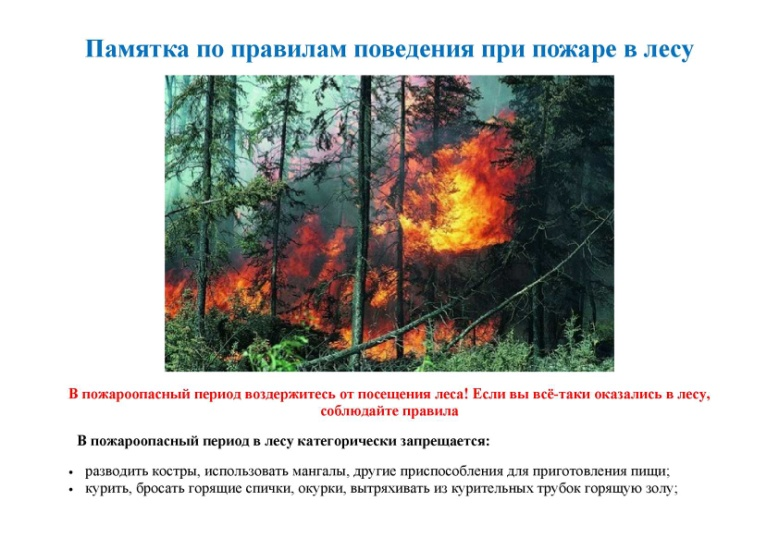 Памятка по правилам поведения при пожаре в лесу
В пожароопасный период воздержитесь от посещения леса! Если вы всё-таки оказались в лесу,
соблюдайте правила
В пожароопасный период в лесу категорически запрещается:
• разводить костры, использовать мангалы, другие приспособления для приготовления пищи;
• курить, бросать горящие спички, окурки, вытряхивать из курительных трубок горящую золу;